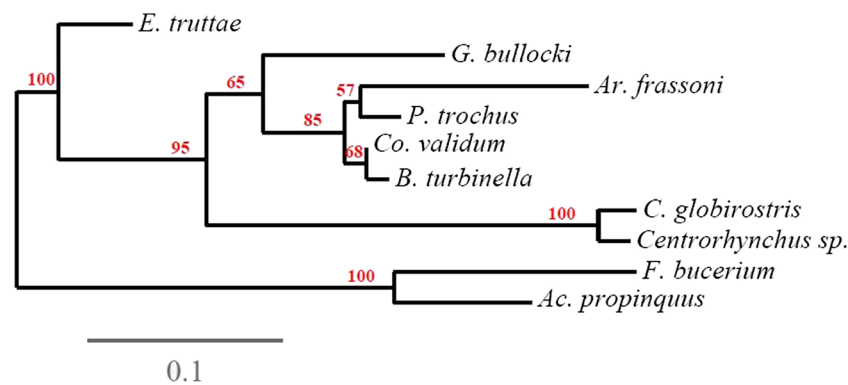 E. truttae
G. bullocki
65
100
Ar. frassoni
57
P. trochus
85
Co. validum
95
68
B. turbinella
C. globirostris
100
Centrorhynchus sp.
F. bucerium
100
Ac. propinquus
0.1